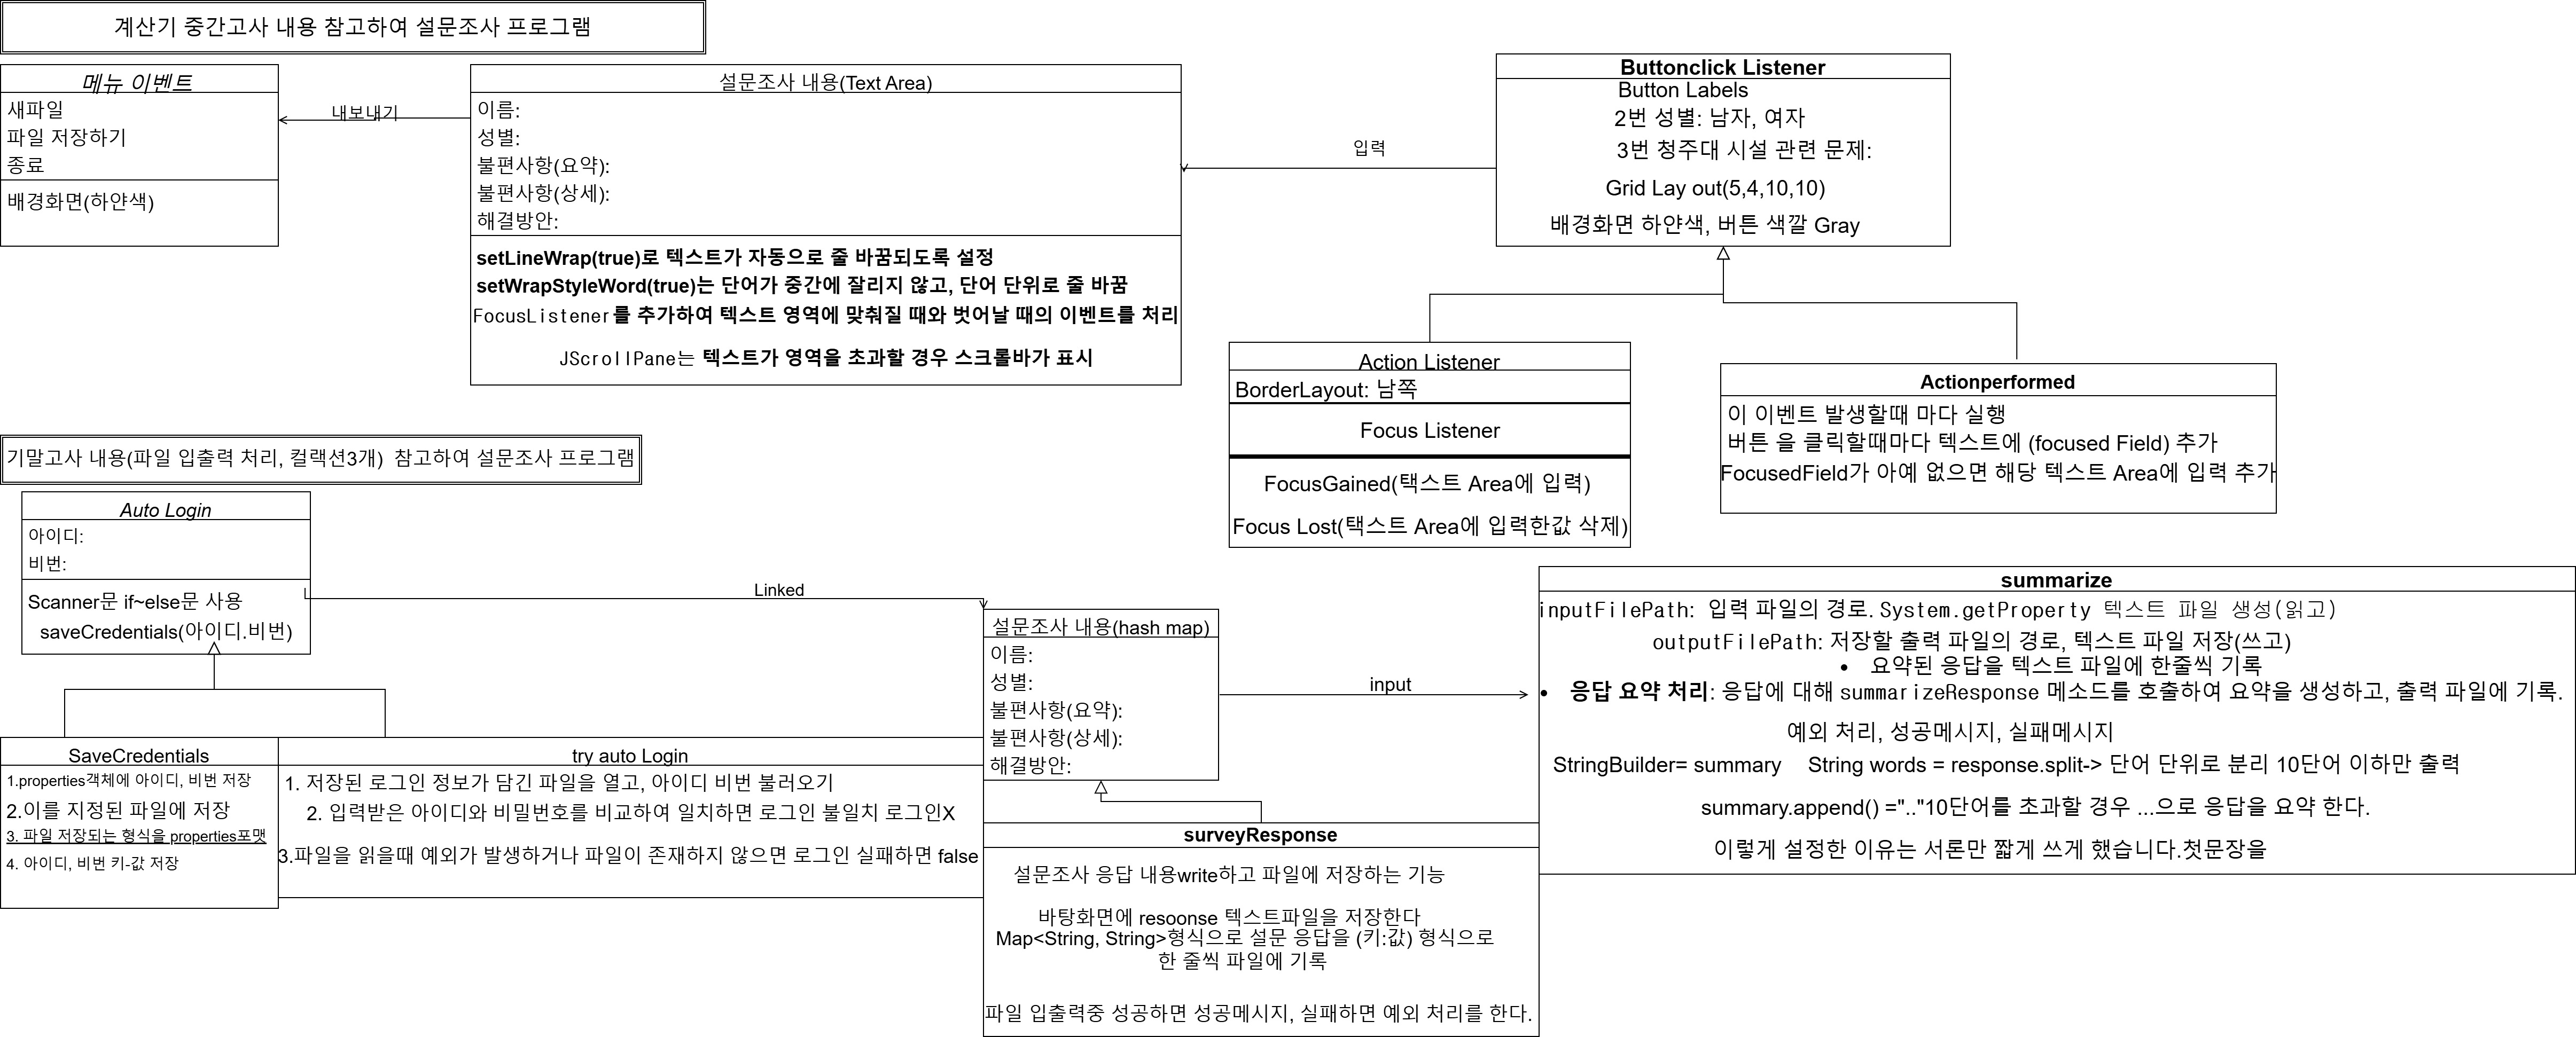 계산기 중간고사 내용 참고하여 설문조사 프로그램
메뉴 이벤트
새파일
파일 저장하기
종료
배경화면(하얀색)
내보내기
설문조사 내용(Text Area)
이름:
성별:
불편사항(요약):
불편사항(상세):
해결방안:
setLineWrap(true)로 텍스트가 자동으로 줄 바꿈되도록 설정
setWrapStyleWord(true)는 단어가 중간에 잘리지 않고, 단어 단위로 줄 바꿈
FocusListener를 추가하여 텍스트 영역에 맞춰질 때와 벗어날 때의 이벤트를 처리
JScrollPane는 텍스트가 영역을 초과할 경우 스크롤바가 표시
입력
Buttonclick Listener
Button Labels
2번 성별: 남자, 여자
3번 청주대 시설 관련 문제:
Grid Lay out(5,4,10,10)
배경화면 하얀색, 버튼 색깔 Gray
Action Listener
BorderLayout: 남쪽
Focus Listener
FocusGained(택스트 Area에 입력)
Focus Lost(택스트 Area에 입력한값 삭제)
Actionperformed
이 이벤트 발생할때 마다 실행
버튼 을 클릭할때마다 텍스트에 (focused Field) 추가
FocusedField가 아예 없으면 해당 텍스트 Area에 입력 추가
기말고사 내용(파일 입출력 처리, 컬랙션3개) 참고하여 설문조사 프로그램
Auto Login
아이디:
비번:
Scanner문 if~else문 사용
saveCredentials(아이디.비번)
Linked
SaveCredentials
1.properties객체에 아이디, 비번 저장
2.이를 지정된 파일에 저장
3. 파일 저장되는 형식을 properties포맷
4. 아이디, 비번 키-값 저장
try auto Login
1. 저장된 로그인 정보가 담긴 파일을 열고, 아이디 비번 불러오기
2. 입력받은 아이디와 비밀번호를 비교하여 일치하면 로그인 불일치 로그인X
3.파일을 읽을때 예외가 발생하거나 파일이 존재하지 않으면 로그인 실패하면 false
설문조사 내용(hash map)
이름:
성별:
불편사항(요약):
불편사항(상세):
해결방안:
input
surveyResponse
설문조사 응답 내용write하고 파일에 저장하는 기능
바탕화면에 resoonse 텍스트파일을 저장한다
Map<String, String>형식으로 설문 응답을 (키:값) 형식으로
한 줄씩 파일에 기록
파일 입출력중 성공하면 성공메시지, 실패하면 예외 처리를 한다.
summarize
inputFilePath: 입력 파일의 경로. System.getProperty 텍스트 파일 생성(읽고)
outputFilePath: 저장할 출력 파일의 경로, 텍스트 파일 저장(쓰고)
• 요약된 응답을 텍스트 파일에 한줄씩 기록
• 응답 요약 처리: 응답에 대해 summarizeResponse 메소드를 호출하여 요약을 생성하고, 출력 파일에 기록.
예외 처리, 성공메시지, 실패메시지
StringBuilder= summary String words = response.split-> 단어 단위로 분리 10단어 이하만 출력
summary.append() =".."10단어를 초과할 경우 ...으로 응답을 요약 한다.
이렇게 설정한 이유는 서론만 짧게 쓰게 했습니다.첫문장을